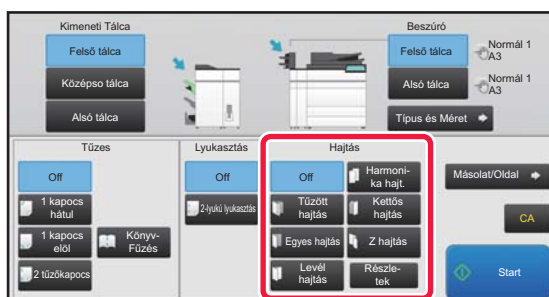 Kimeneti Tálca
Felső tálca
Középso tálca
Alsó tálca
Beszúró
Felső tálca
Normál 1
A3
Alsó tálca
Normál 1
A3
Típus és Méret
Tűzes
Off
1 kapocs
hátul
1 kapocs
elöl
2 tűzőkapocs
Könyv-
Fűzés
Lyukasztás
Off
2-lyukú lyukasztás
Hajtás
Off
Harmoni-
ka hajt.
Tűzött
hajtás
Kettős
hajtás
Egyes hajtás
Z hajtás
Levél
hajtás
Részle-
tek
Másolat/Oldal
CA
Start